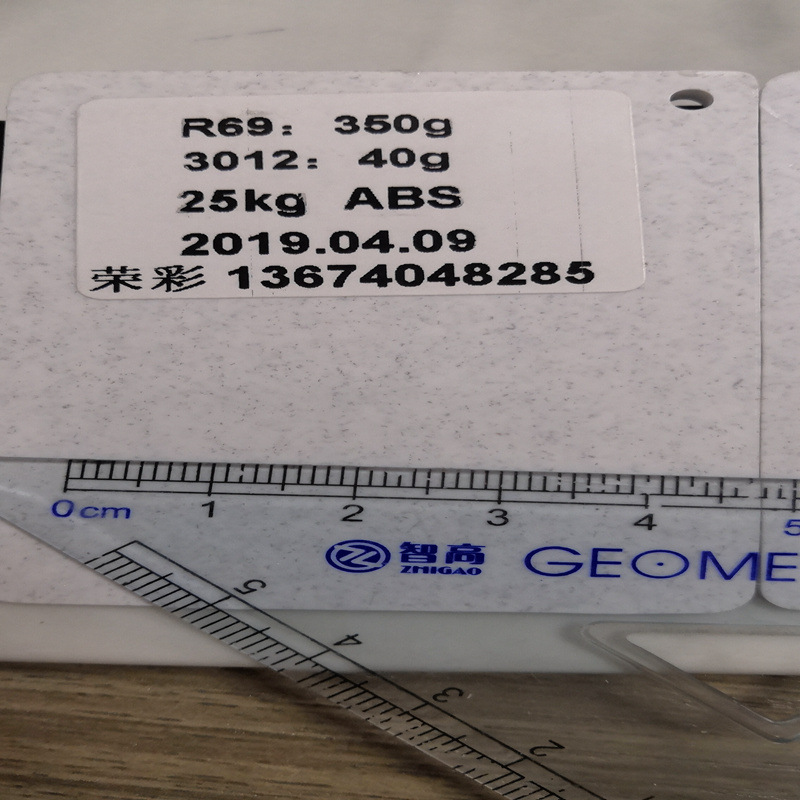 R69: 350g
3012: 40g
25kg ABS
2019.04.09
荣彩 13674048285
0cm 1 2 3 4 5
智高 ZHIGAO GEOME
5 4 3 2